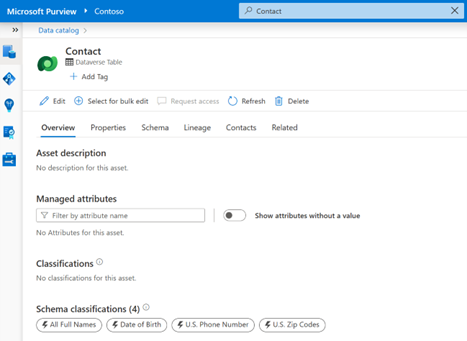 Microsoft Purview Contoso Contact
Data catalog
Contact
Dataverse Table
Add Tag
Edit Select for bulk edit Request access Refresh Delete
Overview Properties Schema Lineage Contacts Related
Asset description
No description for this asset.
Managed attributes
Filter by attribute name Show attributes without a value
No Attributes for this asset.
Classifications
No classifications for this asset.
Schema classifications (4)
All Full Names Date of Birth U.S. Phone Number U.S. Zip Codes